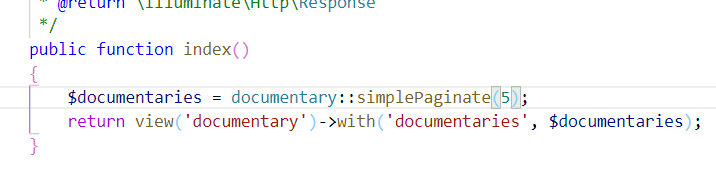 * @return \Illuminate\Http\Response
*/
public function index()
{
$documentaries = documentary::simplePaginate(5);
return view('documentary')->with('documentaries', $documentaries);
}